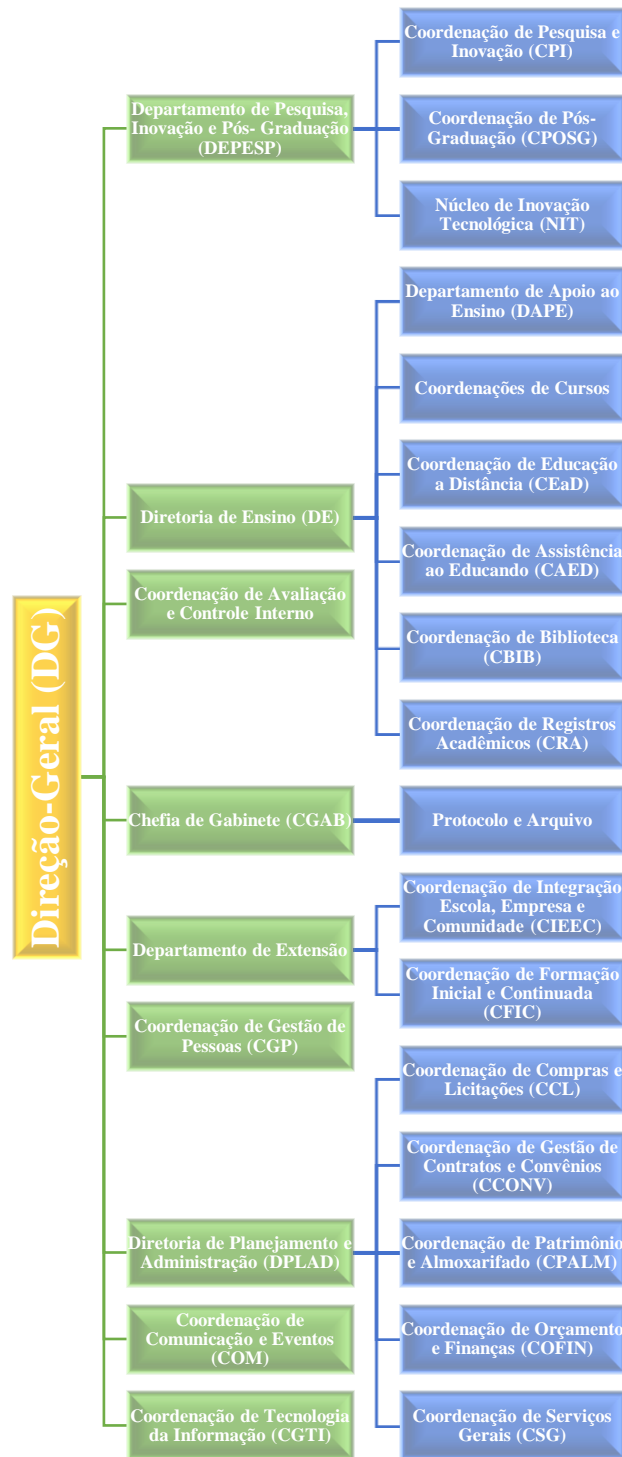 Direção-Geral (DG)
Departamento de Pesquisa,
Inovação e Pós- Graduação
(DEPESP)
Coordenação de Pesquisa e
Inovação (CPI)
Coordenação de Pós-
Graduação (CPOSG)
Núcleo de Inovação
Tecnológica (NIT)
Diretoria de Ensino (DE)
Departamento de Apoio ao
Ensino (DAPE)
Coordenações de Cursos
Coordenação de Educação
a Distância (CEaD)
Coordenação de Assistência
ao Educando (CAED)
Coordenação de Biblioteca
(CBIB)
Coordenação de Registros
Acadêmicos (CRA)
Coordenação de Avaliação
e Controle Interno
Chefia de Gabinete (CGAB)
Protocolo e Arquivo
Departamento de Extensão
Coordenação de Integração
Escola, Empresa e
Comunidade (CIEEC)
Coordenação de Formação
Inicial e Continuada
(CFIC)
Coordenação de Gestão de
Pessoas (CGP)
Diretoria de Planejamento e
Administração (DPLAD)
Coordenação de Compras e
Licitações (CCL)
Coordenação de Gestão de
Contratos e Convênios
(CCONV)
Coordenação de Patrimônio
e Almoxarifado (CPALM)
Coordenação de Orçamento
e Finanças (COFIN)
Coordenação de Serviços
Gerais (CSG)
Coordenação de
Comunicação e Eventos
(COM)
Coordenação de Tecnologia
da Informação (CGTI)